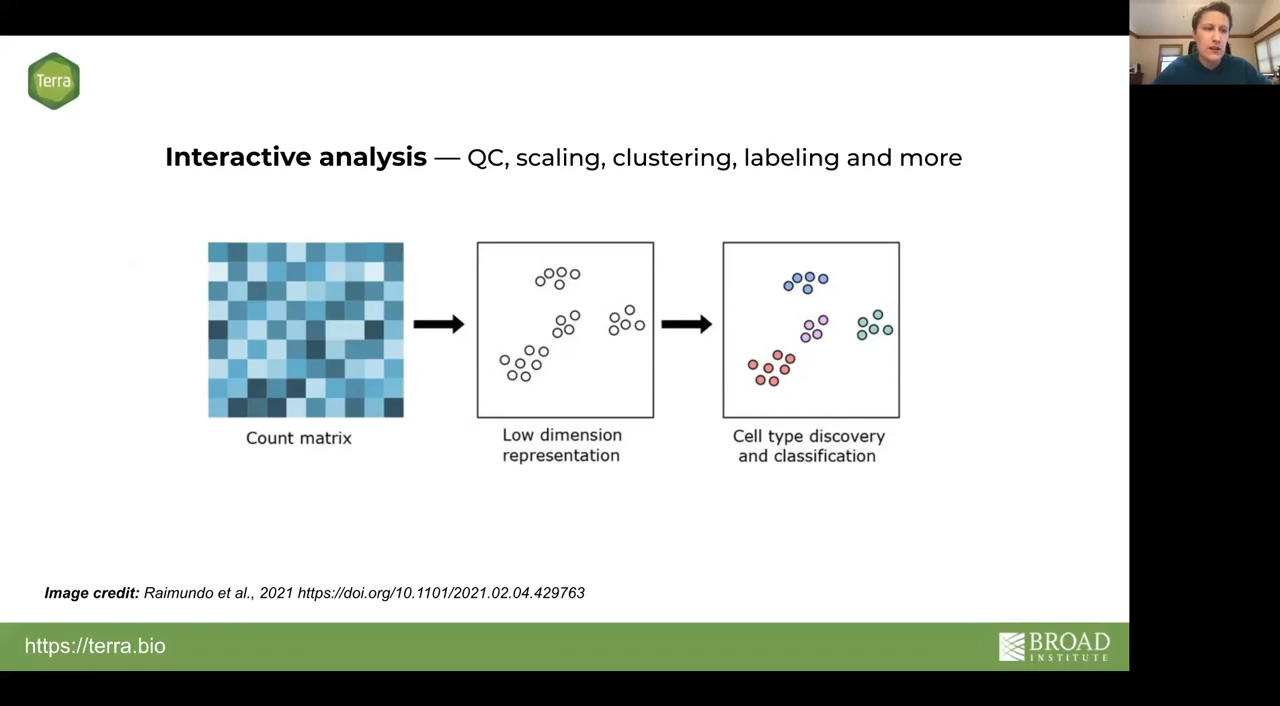 Terra
Interactive analysis — QC, scaling, clustering, labeling and more
Count matrix
Low dimension
representation
Cell type discovery
and classification
Image credit: Raimundo et al., 2021 https://doi.org/10.1101/2021.02.04.429763
https://terra.bio
BROAD
INSTITUTE